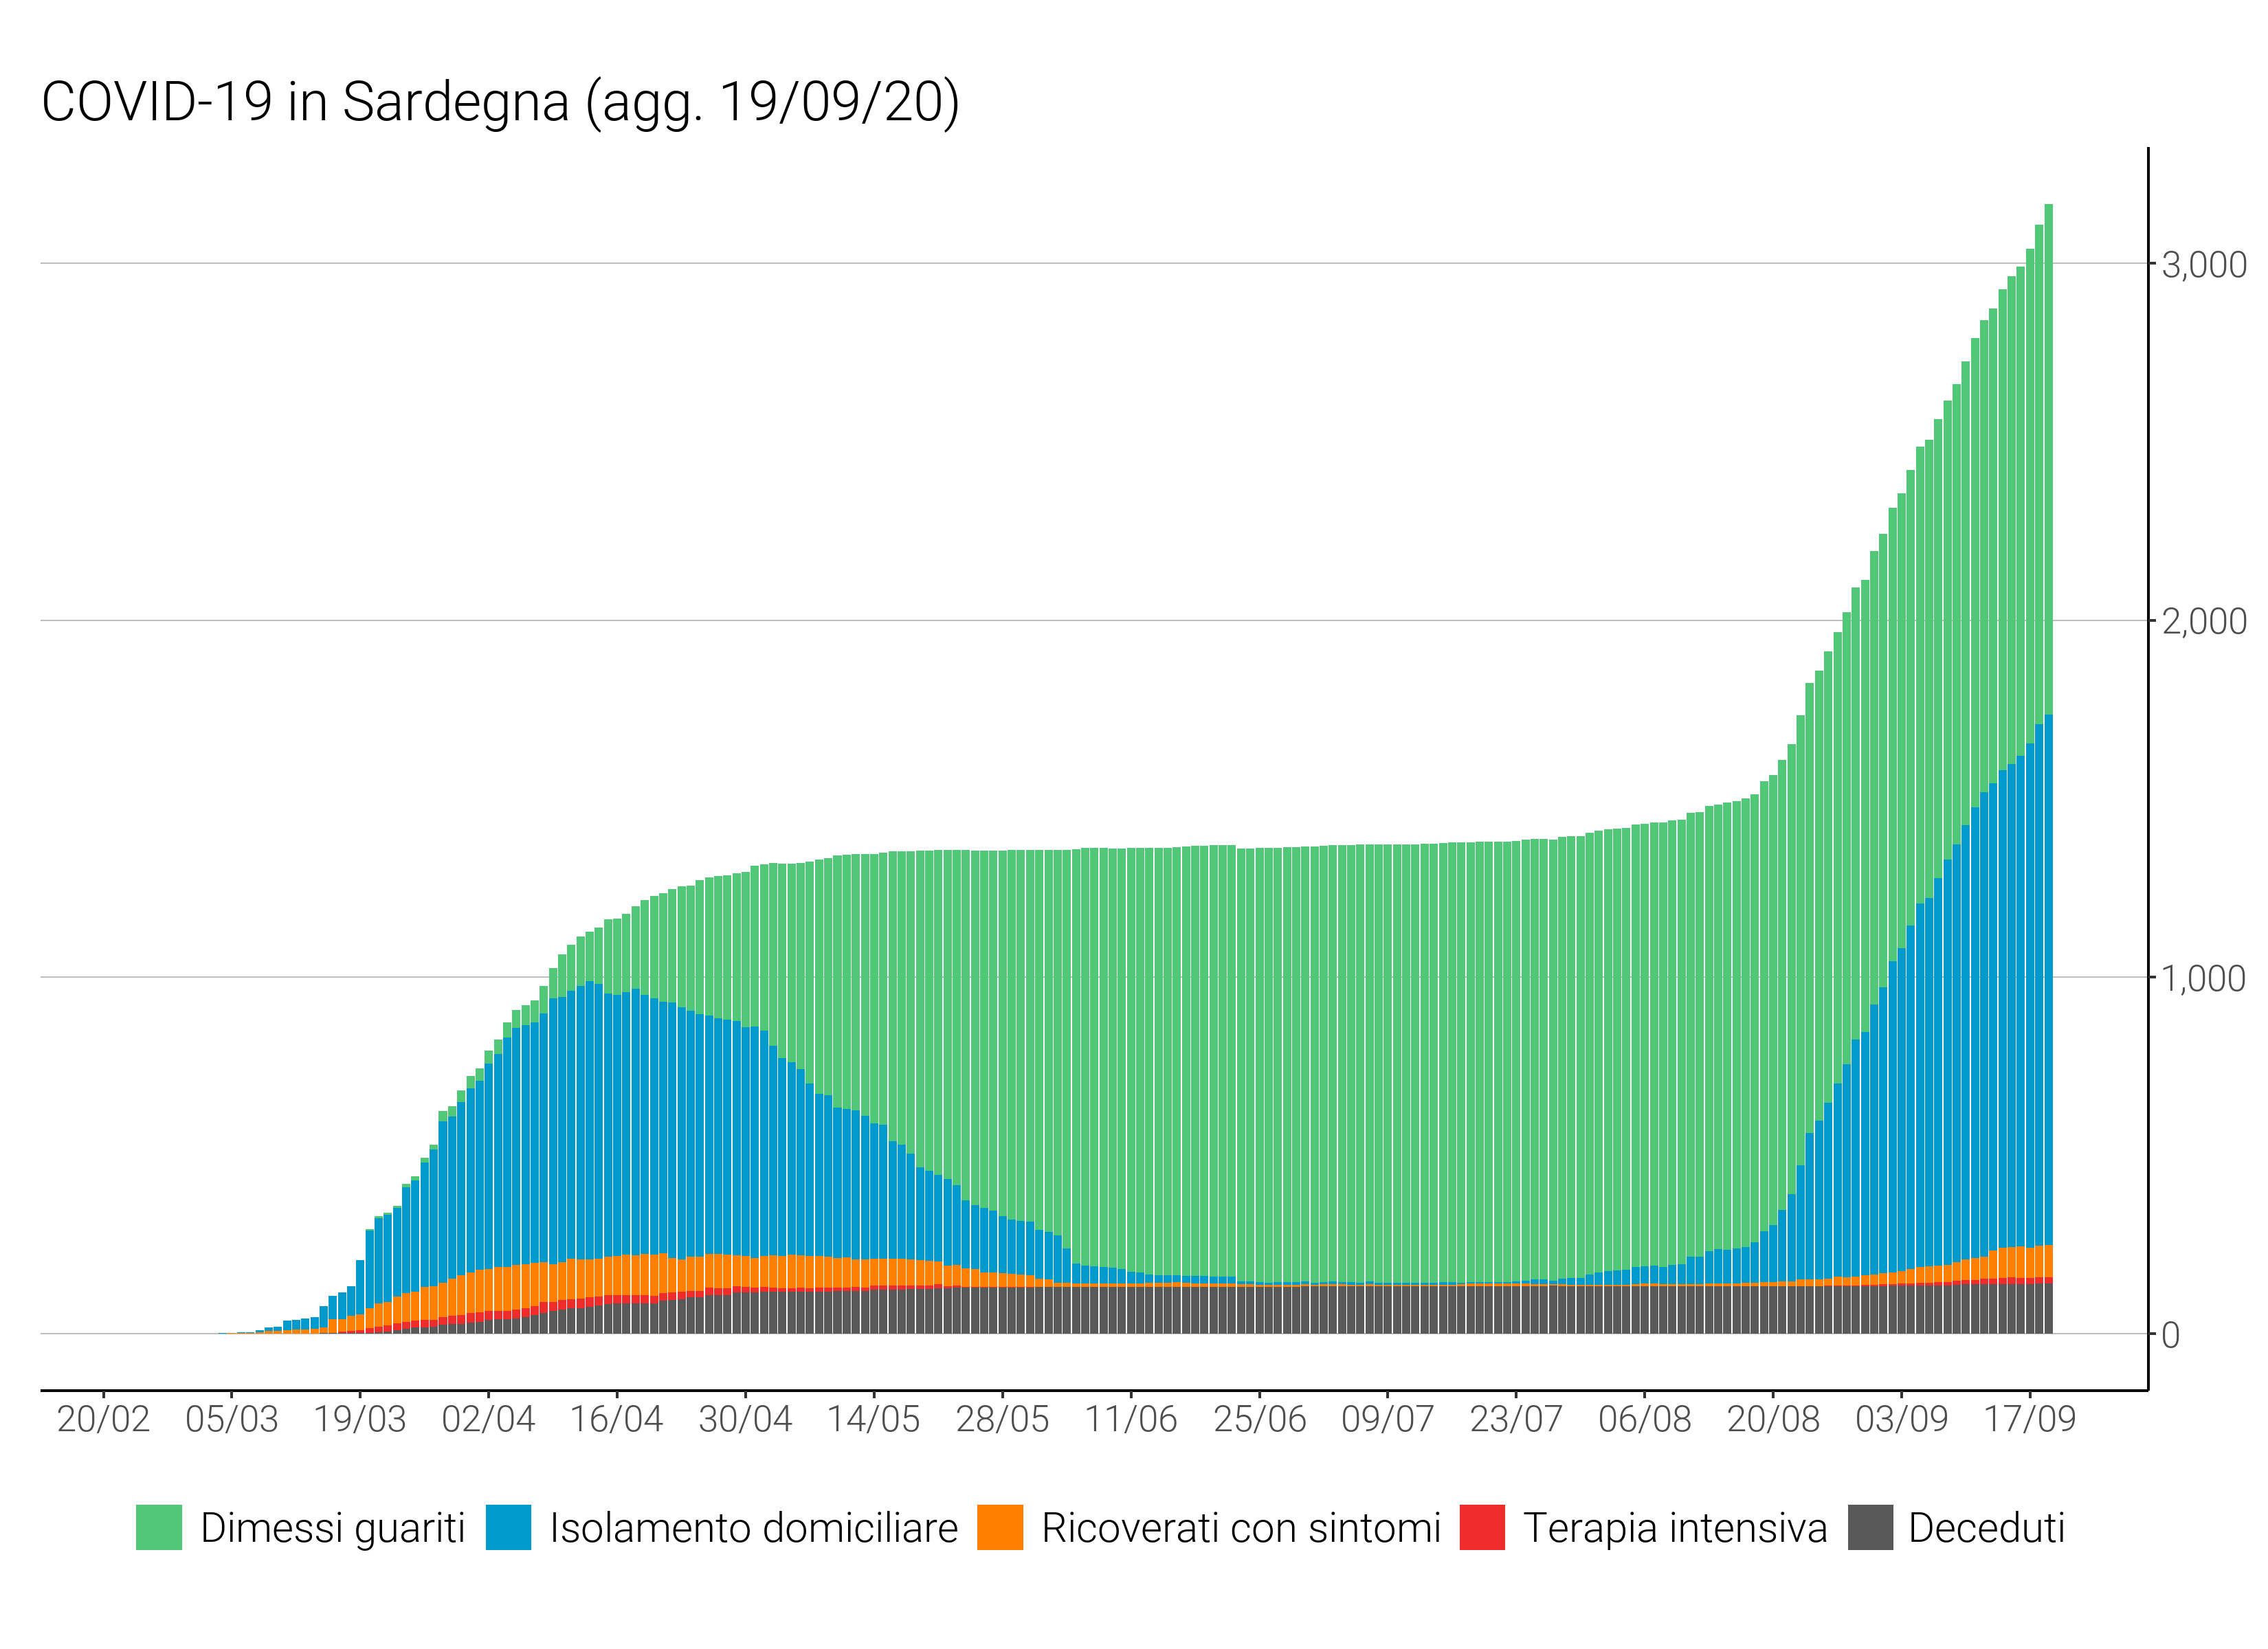 COVID-19 in Sardegna (agg. 19/09/20)
3,000
2,000
1,000
0
20/02 05/03 19/03 02/04 16/04 30/04 14/05 28/05 11/06 25/06 09/07 23/07 06/08 20/08 03/09 17/09
Dimessi guariti Isolamento domiciliare Ricoverati con sintomi Terapia intensiva Deceduti